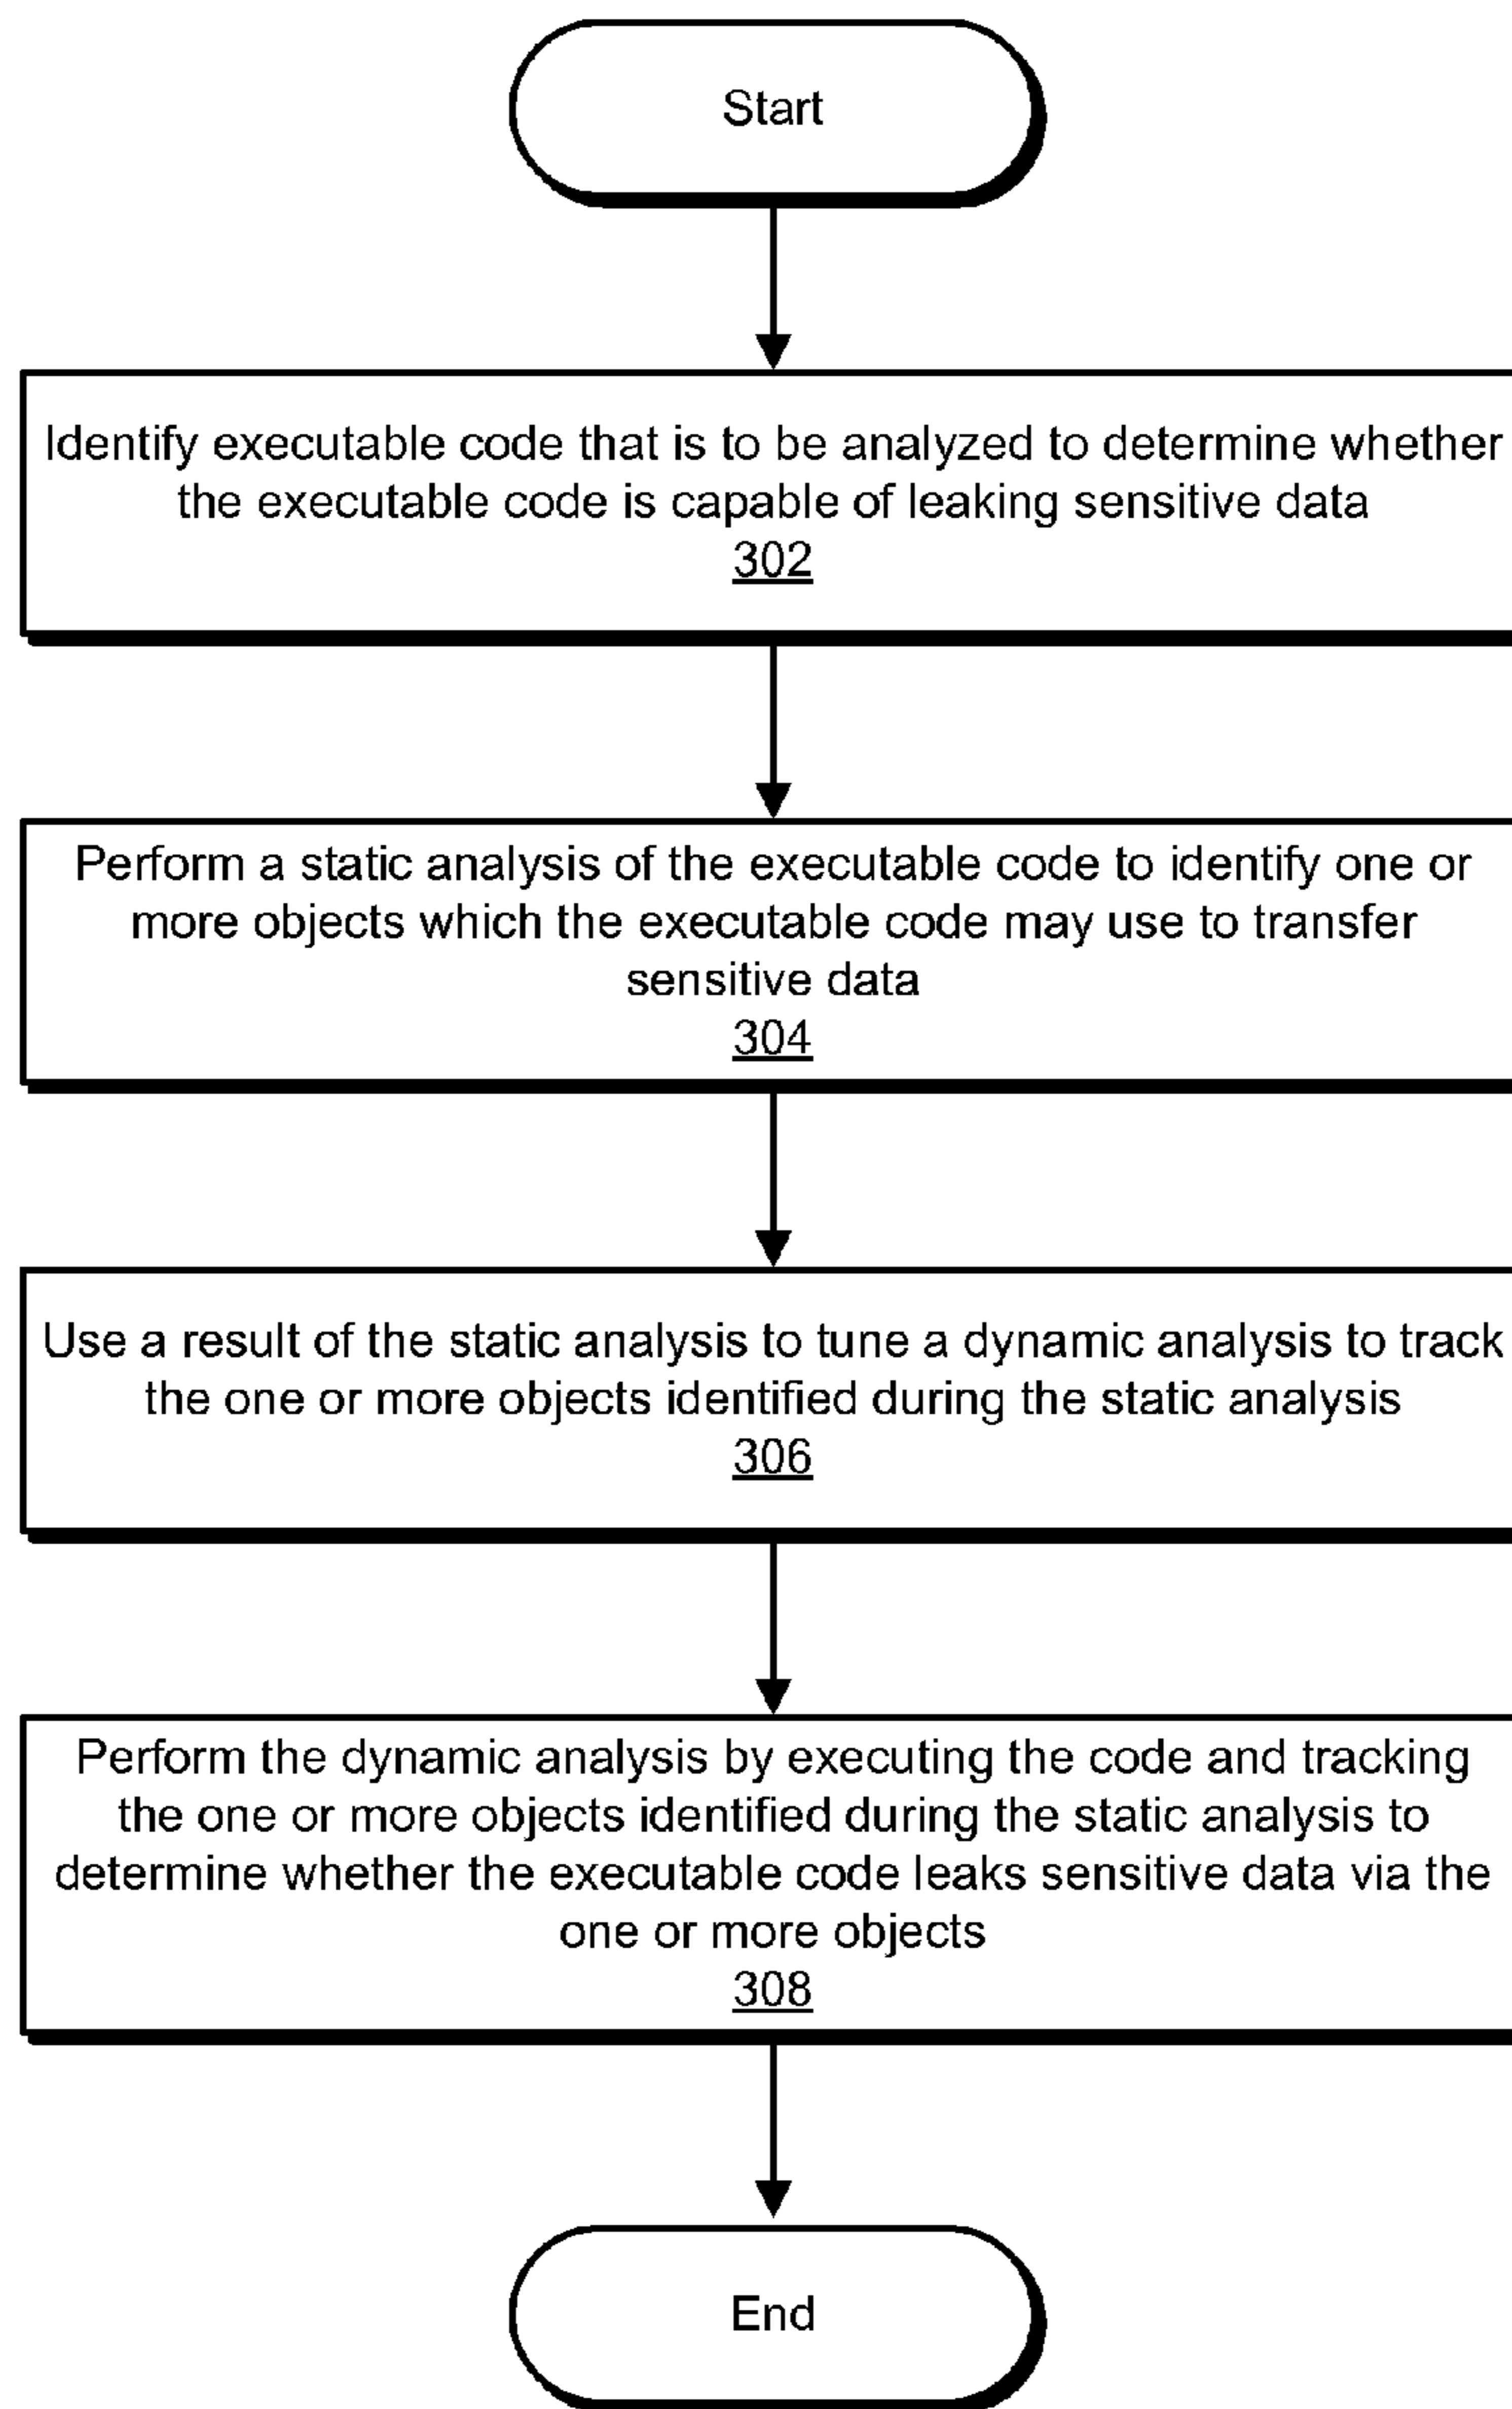 Start
Identify executable code that is to be analyzed to determine whether
the executable code is capable of leaking sensitive data
302
Perform a static analysis of the executable code to identify one or
more objects which the executable code may use to transfer
sensitive data
304
Use a result of the static analysis to tune a dynamic analysis to track
the one or more objects identified during the static analysis
306
Perform the dynamic analysis by executing the code and tracking
the one or more objects identified during the static analysis to
determine whether the executable code leaks sensitive data via the
one or more objects
308
End